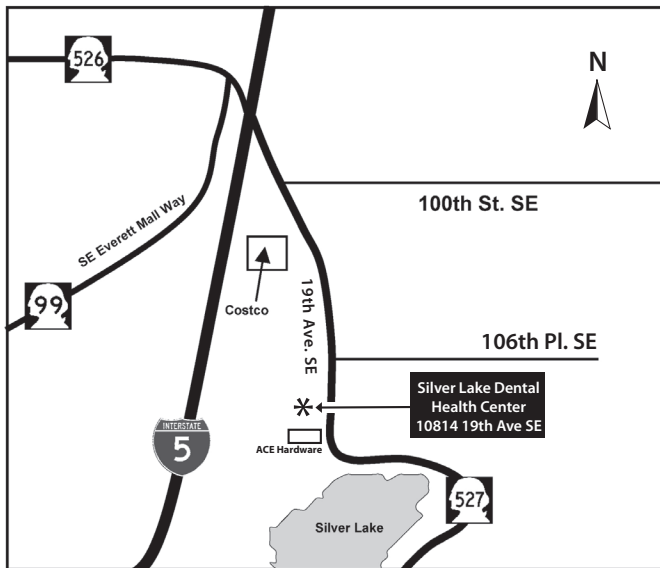 526
N
100th St. SE
SE Everett Mall Way
99
Costco
19th Ave. SE
106th Pl. SE
Silver Lake Dental
Health Center
10814 19th Ave SE
INTERSTATE
5
ACE Hardware
527
Silver Lake